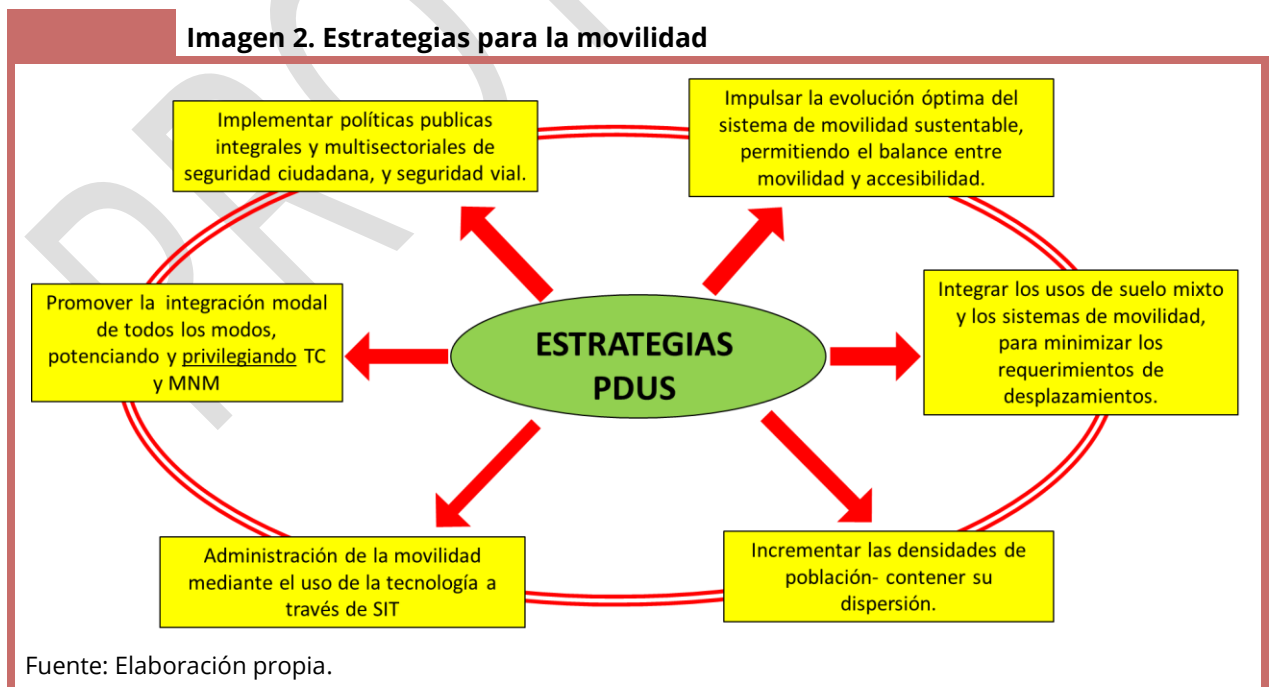 Imagen 2. Estrategias para la movilidad
Implementar políticas publicas
integrales y multisectoriales de
seguridad ciudadana, y seguridad vial.
Impulsar la evolución óptima del
sistema de movilidad sustentable,
permitiendo el balance entre
movilidad y accesibilidad.
Promover la integración modal
de todos los modos,
potenciando y privilegiando TC
y MNM
ESTRATEGIAS
PDUS
Integrar los usos de suelo mixto
y los sistemas de movilidad,
para minimizar los
requerimientos de
desplazamientos.
Administración de la movilidad
mediante el uso de la tecnología a
través de SIT
Incrementar las densidades de
población- contener su
dispersión.
Fuente: Elaboración propia.